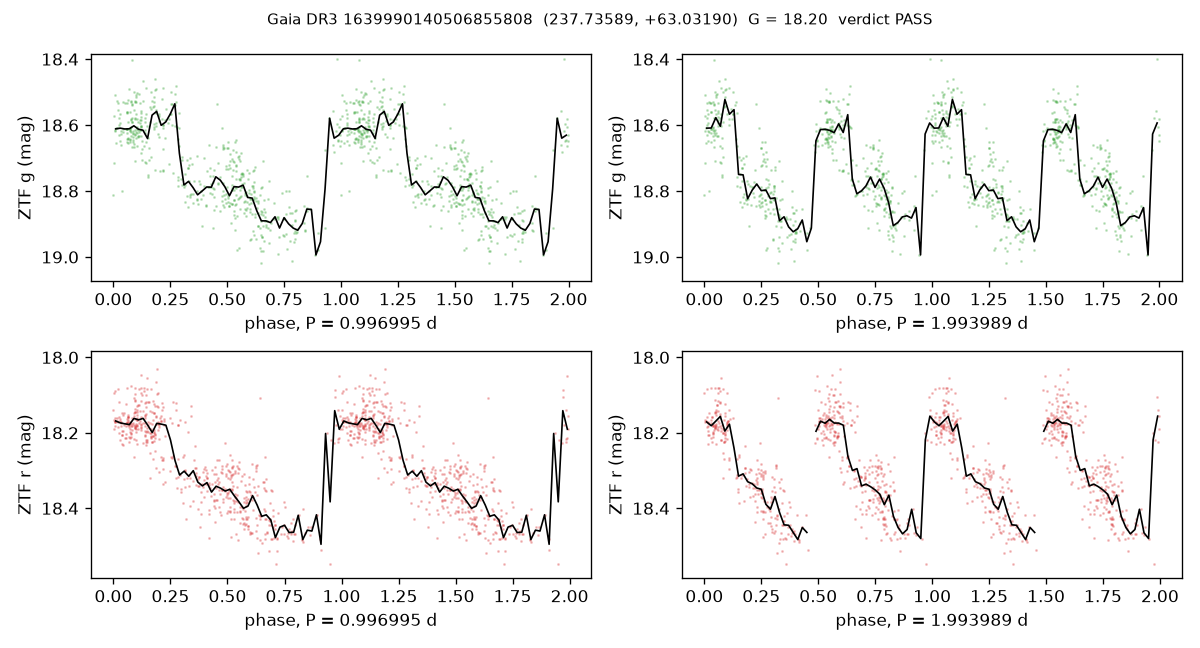 Gaia DR3 1639990140506855808 (237.73589, +63.03190) G = 18.20 verdict PASS
18.4
18.6
18.8
19.0
ZTF g (mag)
0.00 0.25 0.50 0.75 1.00 1.25 1.50 1.75 2.00
phase, P = 0.996995 d
18.4
18.6
18.8
19.0
ZTF g (mag)
0.00 0.25 0.50 0.75 1.00 1.25 1.50 1.75 2.00
phase, P = 1.993989 d
18.0
18.2
18.4
ZTF r (mag)
0.00 0.25 0.50 0.75 1.00 1.25 1.50 1.75 2.00
phase, P = 0.996995 d
18.0
18.2
18.4
ZTF r (mag)
0.00 0.25 0.50 0.75 1.00 1.25 1.50 1.75 2.00
phase, P = 1.993989 d